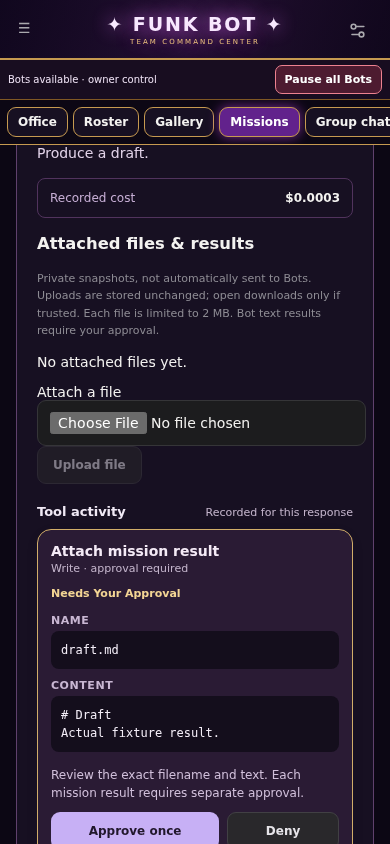 ☰
✦ FUNK BOT ✦
TEAM COMMAND CENTER
Bots available · owner control
Pause all Bots
Office
Roster
Gallery
Missions
Group chat
Produce a draft.
Recorded cost
$0.0003
Attached files & results
Private snapshots, not automatically sent to Bots.
Uploads are stored unchanged; open downloads only if
trusted. Each file is limited to 2 MB. Bot text results
require your approval.
No attached files yet.
Attach a file
Choose File No file chosen
Upload file
Tool activity
Recorded for this response
Attach mission result
Write · approval required
Needs Your Approval
NAME
draft.md
CONTENT
# Draft
Actual fixture result.
Review the exact filename and text. Each
mission result requires separate approval.
Approve once
Deny